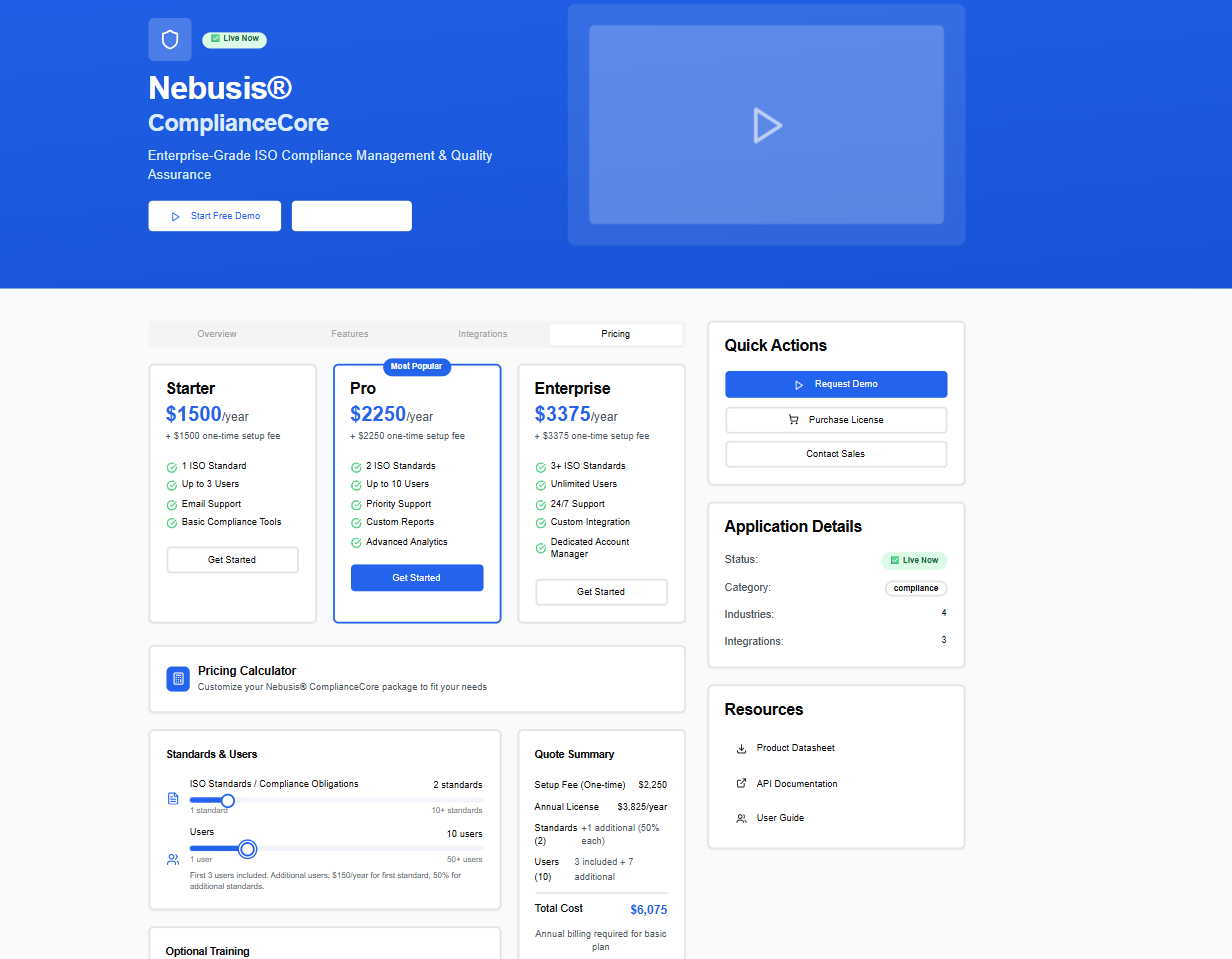 Live Now
Nebusis®
ComplianceCore
Enterprise-Grade ISO Compliance Management & Quality
Assurance
Start Free Demo
Overview
Features
Integrations
Pricing
Starter
$1500/year
+ $1500 one-time setup fee
1 ISO Standard
Up to 3 Users
Email Support
Basic Compliance Tools
Get Started
Most Popular
Pro
$2250/year
+ $2250 one-time setup fee
2 ISO Standards
Up to 10 Users
Priority Support
Custom Reports
Advanced Analytics
Get Started
Enterprise
$3375/year
+ $3375 one-time setup fee
3+ ISO Standards
Unlimited Users
24/7 Support
Custom Integration
Dedicated Account
Manager
Get Started
Pricing Calculator
Customize your Nebusis® ComplianceCore package to fit your needs
Standards & Users
ISO Standards / Compliance Obligations 2 standards
1 standard 10+ standards
Users 10 users
1 user 50+ users
First 3 users included. Additional users: $150/year for first standard, 50% for
additional standards.
Optional Training
Quote Summary
Setup Fee (One-time) $2,250
Annual License $3,825/year
Standards +1 additional (50%
(2) each)
Users 3 included + 7
(10) additional
Total Cost $6,075
Annual billing required for basic
plan
Quick Actions
Request Demo
Purchase License
Contact Sales
Application Details
Status: Live Now
Category: compliance
Industries: 4
Integrations: 3
Resources
Product Datasheet
API Documentation
User Guide